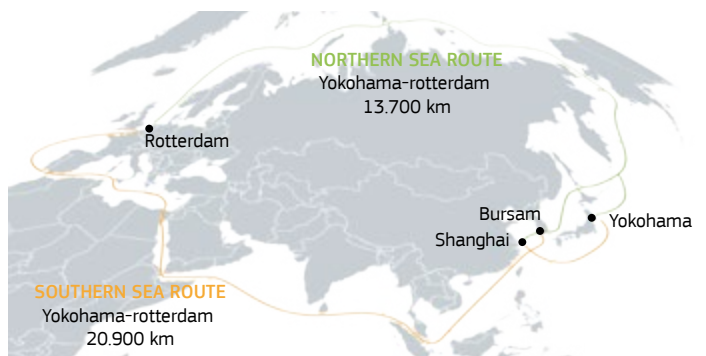 NORTHERN SEA ROUTE
Yokohama-rotterdam
13.700 km
Rotterdam
Bursam
Yokohama
Shanghai
SOUTHERN SEA ROUTE
Yokohama-rotterdam
20.900 km